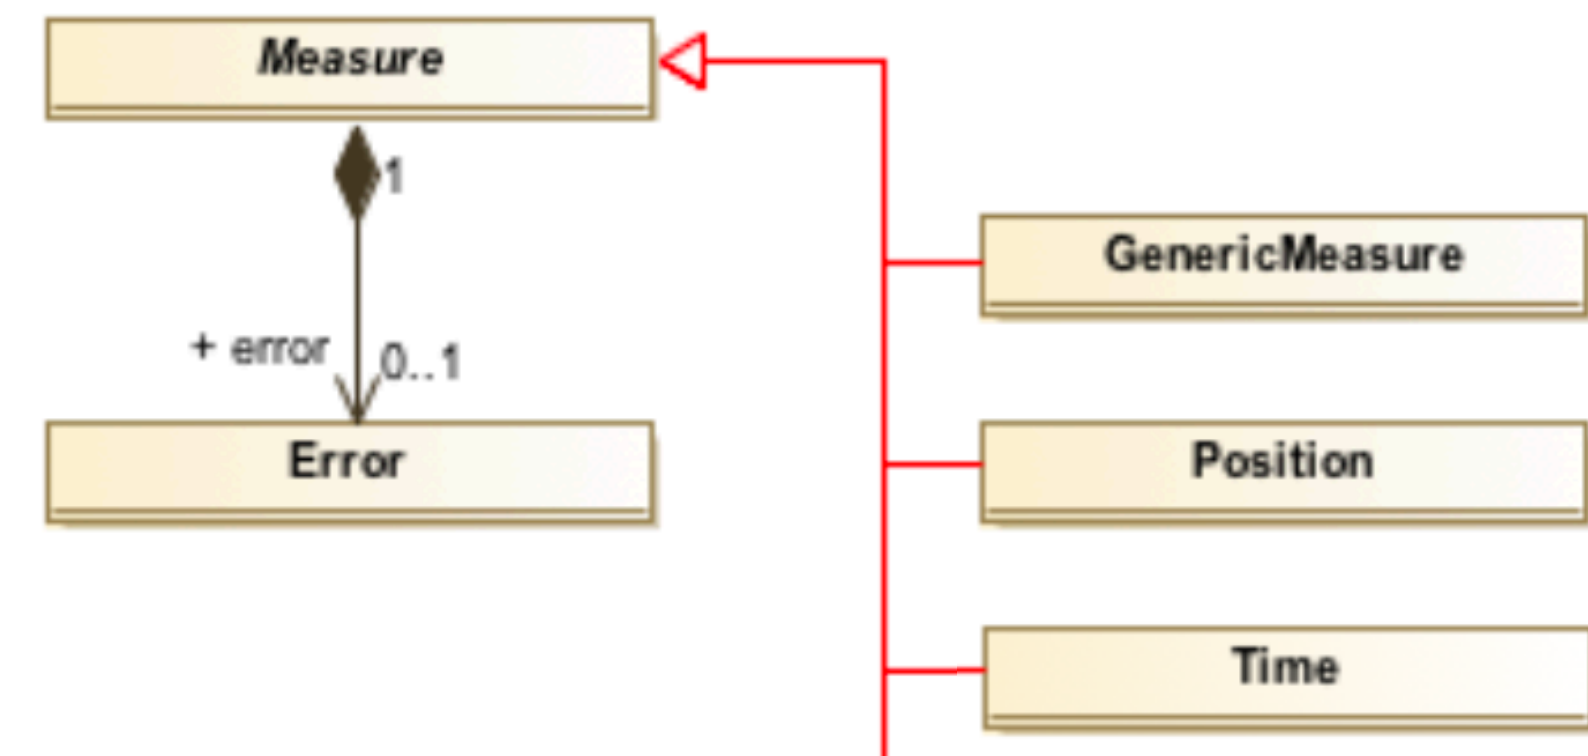 Measure
1
GenericMeasure
+ error
0..1
Error
Position
Time